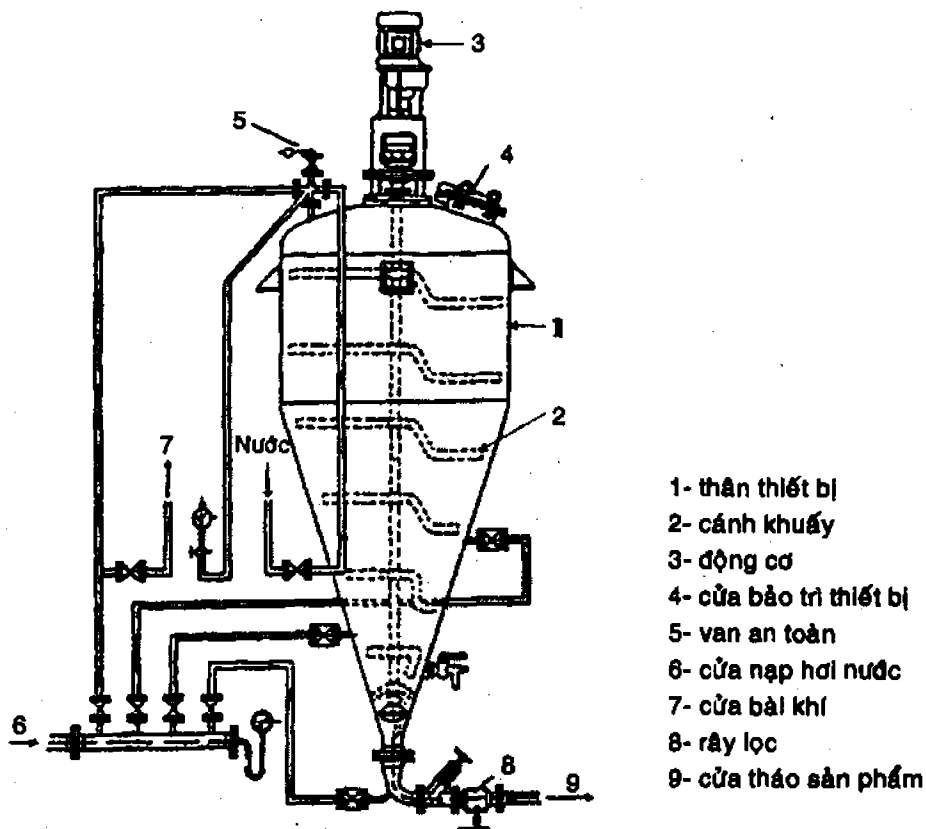 3
5
4
1
2
7
Nước
6
8
9
1- thân thiết bị
2- cánh khuấy
3- động cơ
4- cửa bảo trì thiết bị
5- van an toàn
6- cửa nạp hơi nước
7- cửa bài khí
8- rây lọc
9- cửa tháo sản phẩm